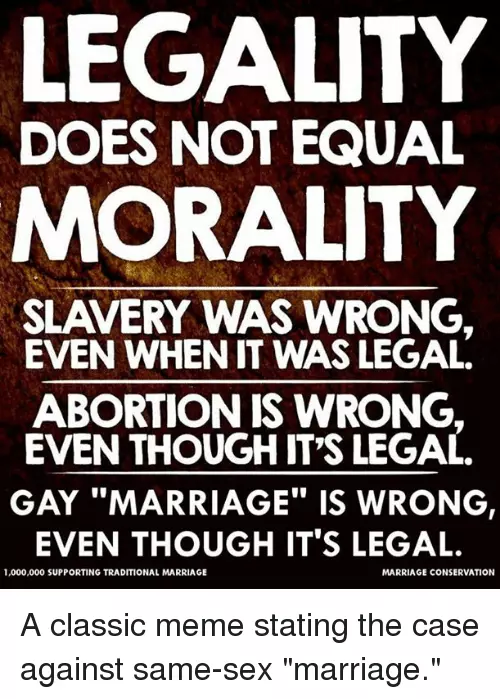 LEGALITY
DOES NOT EQUAL
MORALITY
SLAVERY WAS WRONG,
EVEN WHEN IT WAS LEGAL.
ABORTION IS WRONG,
EVEN THOUGH IT'S LEGAL.
GAY "MARRIAGE" IS WRONG,
EVEN THOUGH IT'S LEGAL.
1,000,000 SUPPORTING TRADITIONAL MARRIAGE MARRIAGE CONSERVATION
A classic meme stating the case
against same-sex "marriage."